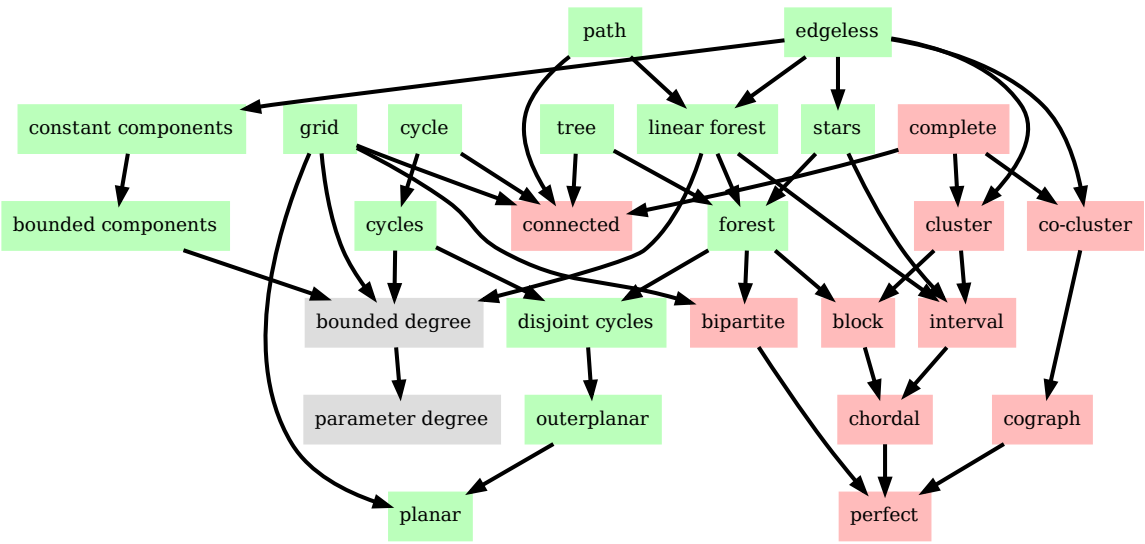 path
edgeless
constant components
grid
cycle
tree
linear forest
stars
complete
bounded components
cycles
connected
forest
cluster
co-cluster
bounded degree
disjoint cycles
bipartite
block
interval
parameter degree
outerplanar
chordal
cograph
planar
perfect